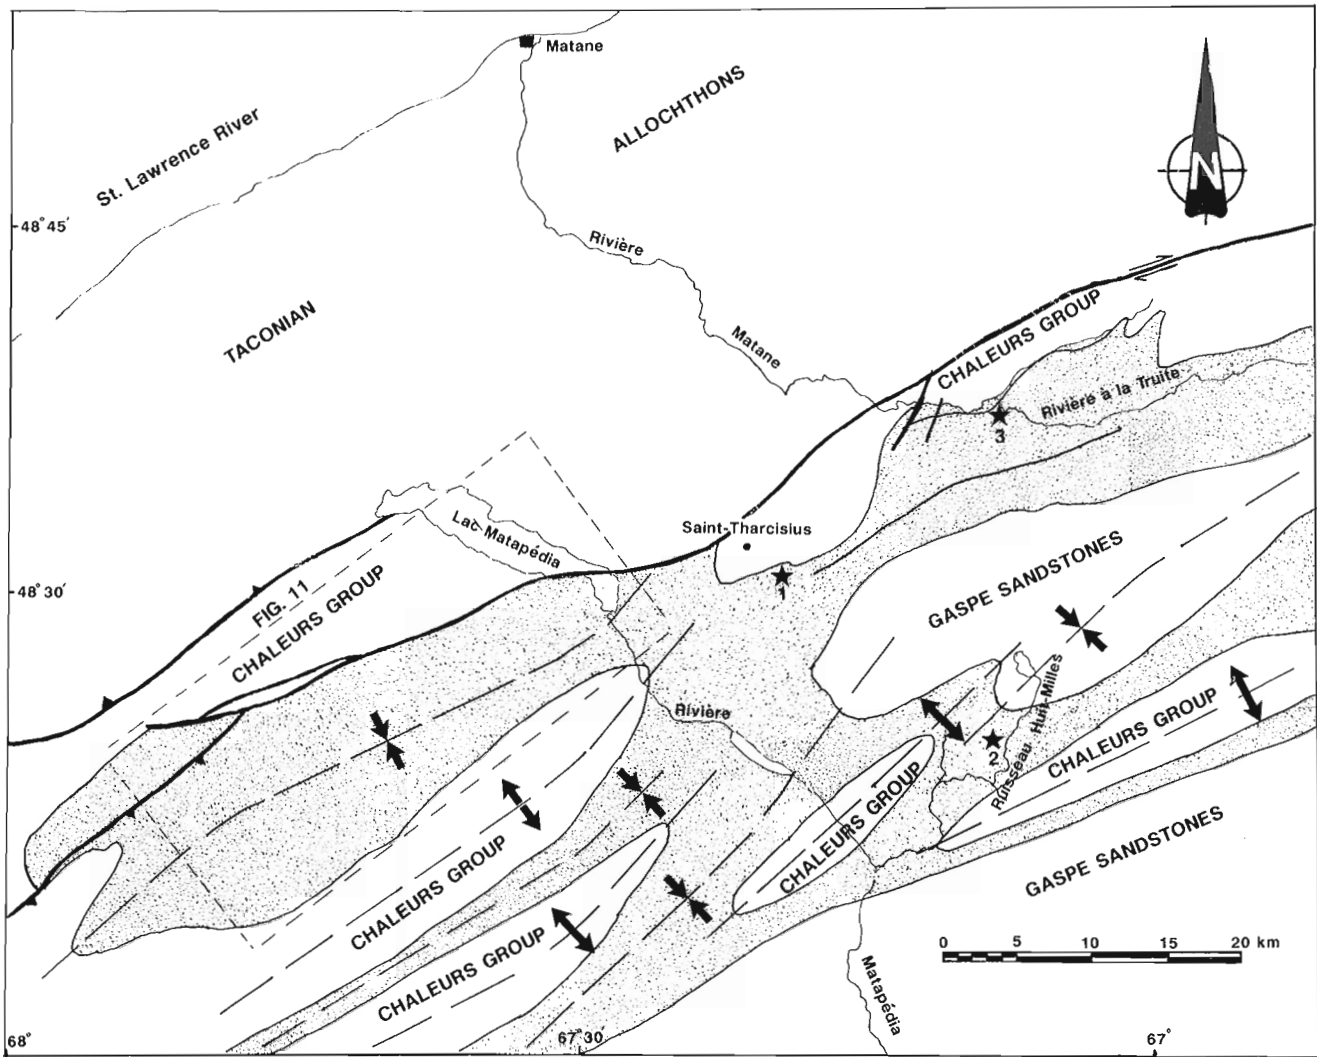 Matane
ALLOCHTHONS
St. Lawrence River
N
48°45'
Rivière
TACONIAN
Matane
CHALEURS GROUP
Rivière à la Truite
3
Lac Matapédia
Saint-Tharcisius
1
48°30'
FIG. 11
CHALEURS GROUP
GASPE SANDSTONES
Rivière
Ruisseau Huit-Milles
2
CHALEURS GROUP
CHALEURS GROUP
CHALEURS GROUP
GASPE SANDSTONES
CHALEURS GROUP
Matapédia
0 5 10 15 20 km
68°
67°30'
67°